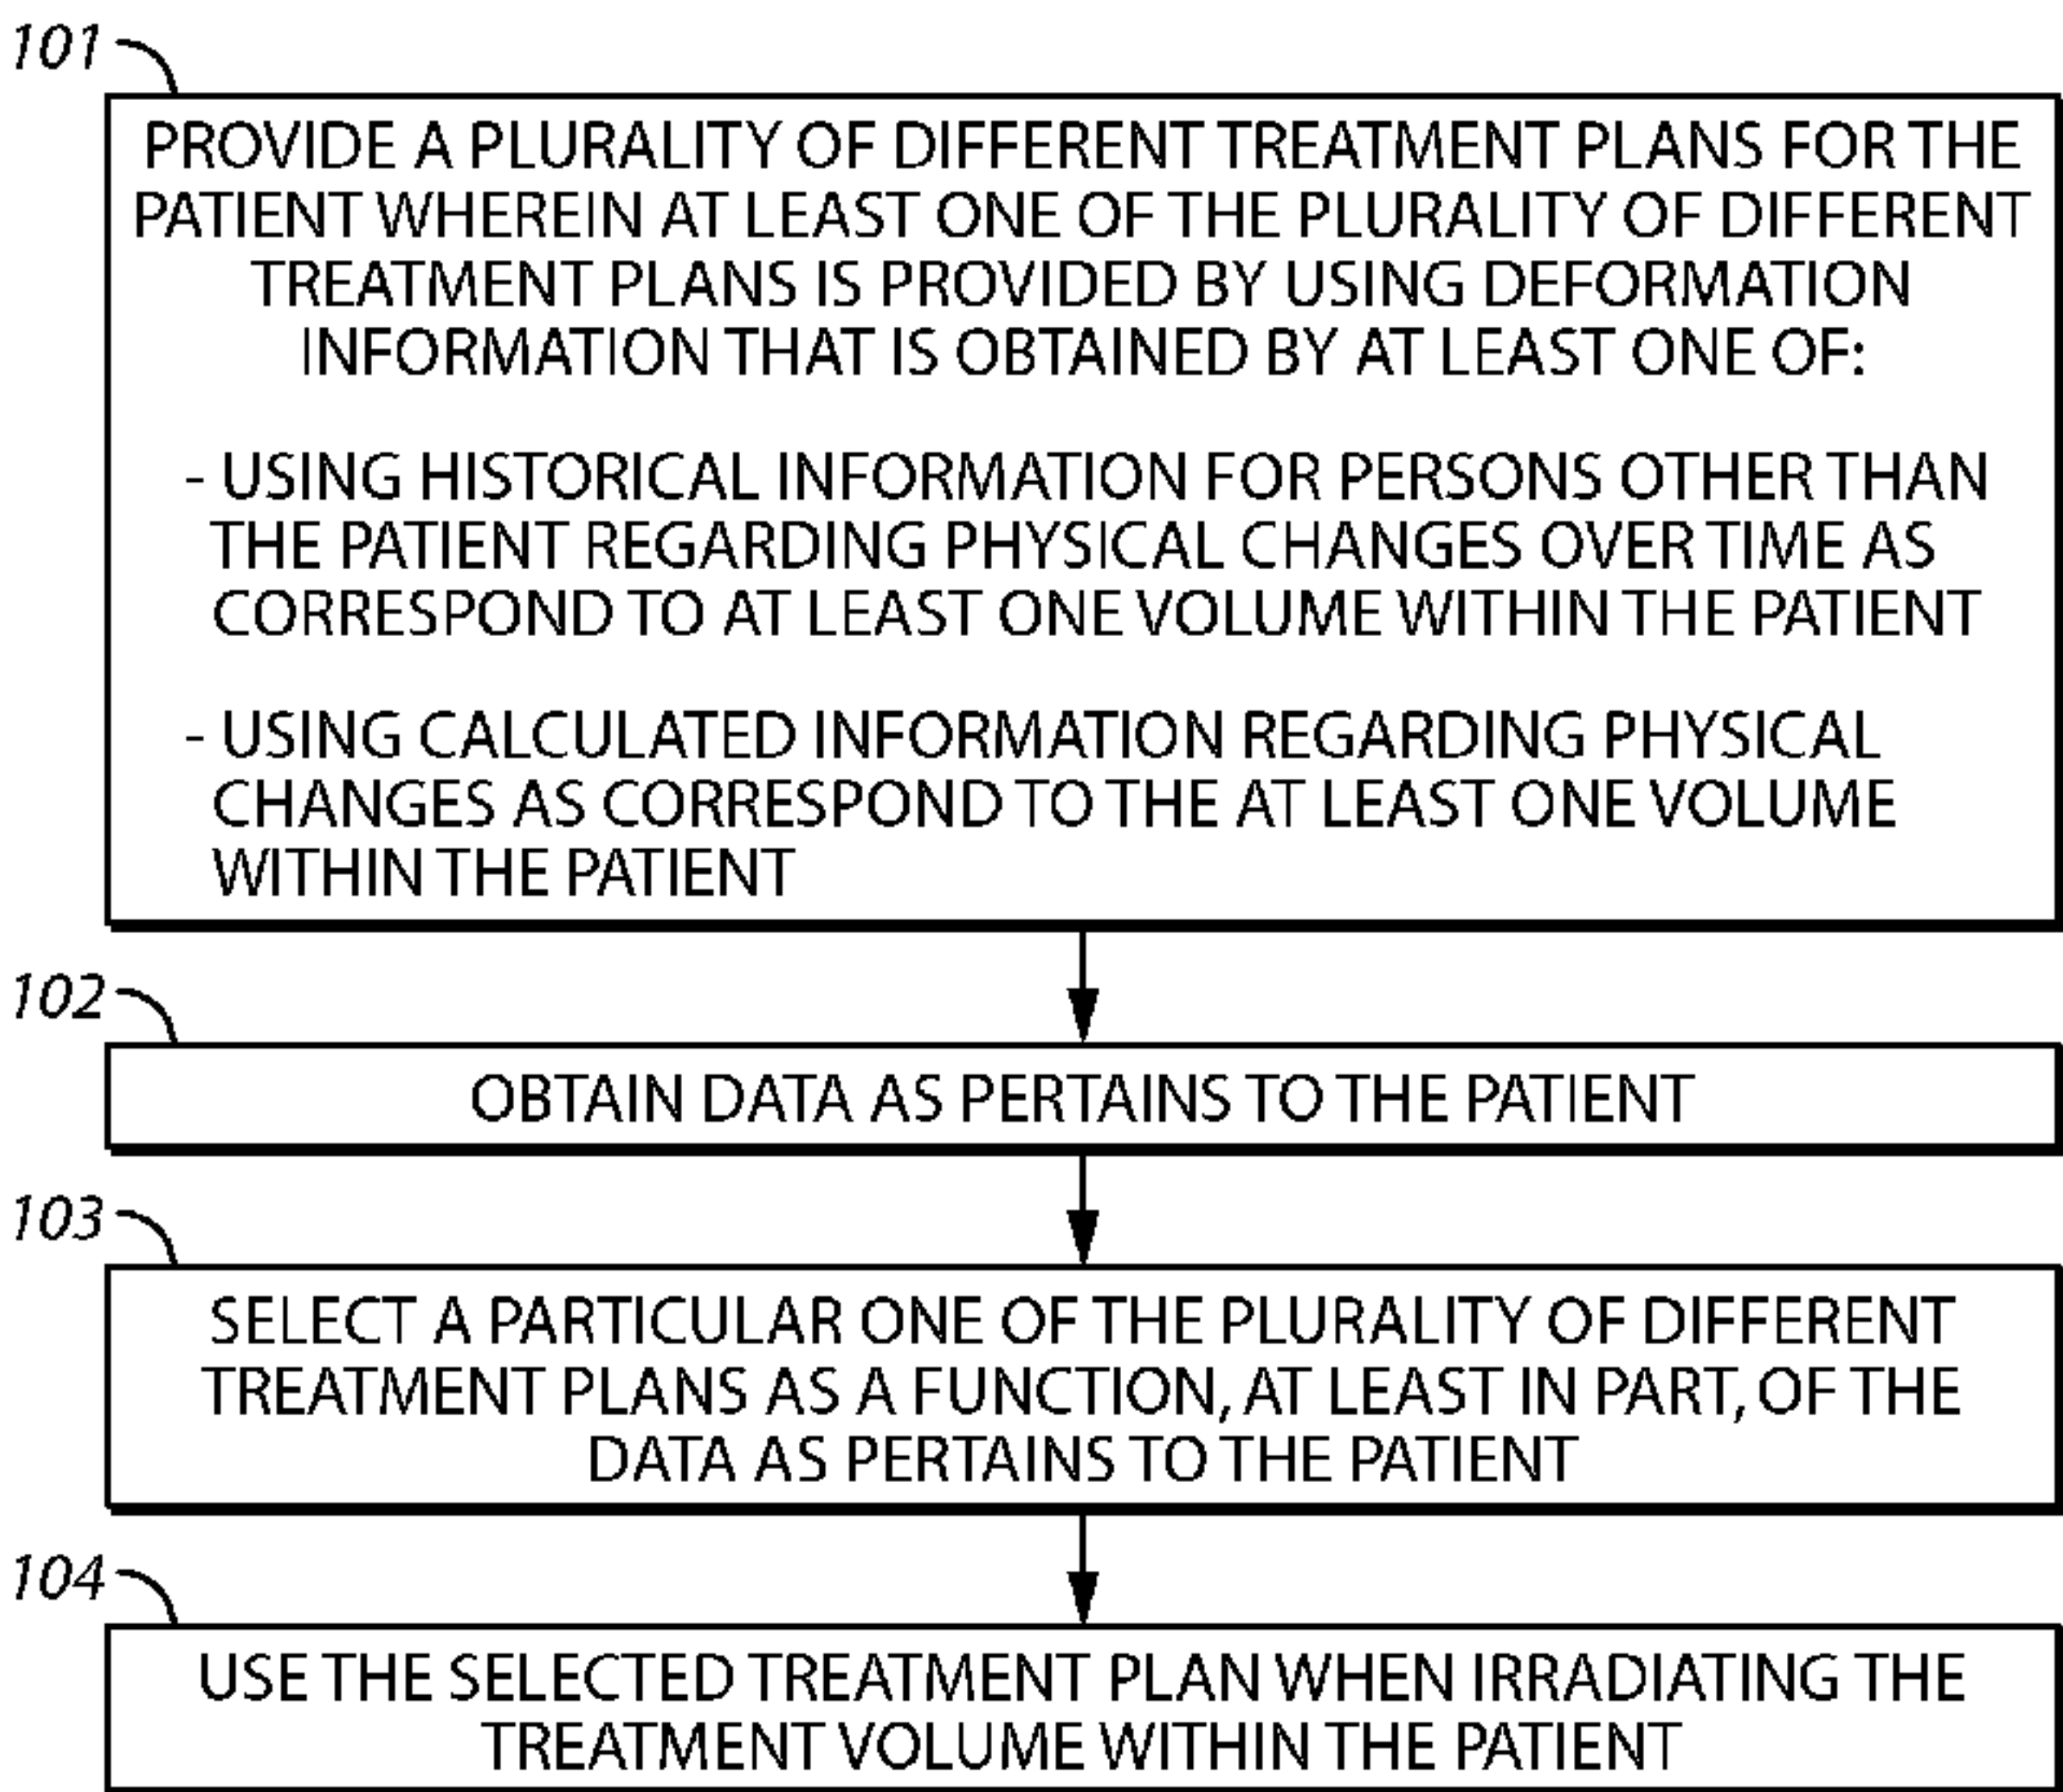 101
PROVIDE A PLURALITY OF DIFFERENT TREATMENT PLANS FOR THE
PATIENT WHEREIN AT LEAST ONE OF THE PLURALITY OF DIFFERENT
TREATMENT PLANS IS PROVIDED BY USING DEFORMATION
INFORMATION THAT IS OBTAINED BY AT LEAST ONE OF:
- USING HISTORICAL INFORMATION FOR PERSONS OTHER THAN
THE PATIENT REGARDING PHYSICAL CHANGES OVER TIME AS
CORRESPOND TO AT LEAST ONE VOLUME WITHIN THE PATIENT
- USING CALCULATED INFORMATION REGARDING PHYSICAL
CHANGES AS CORRESPOND TO THE AT LEAST ONE VOLUME
WITHIN THE PATIENT
102
OBTAIN DATA AS PERTAINS TO THE PATIENT
103
SELECT A PARTICULAR ONE OF THE PLURALITY OF DIFFERENT
TREATMENT PLANS AS A FUNCTION, AT LEAST IN PART, OF THE
DATA AS PERTAINS TO THE PATIENT
104
USE THE SELECTED TREATMENT PLAN WHEN IRRADIATING THE
TREATMENT VOLUME WITHIN THE PATIENT